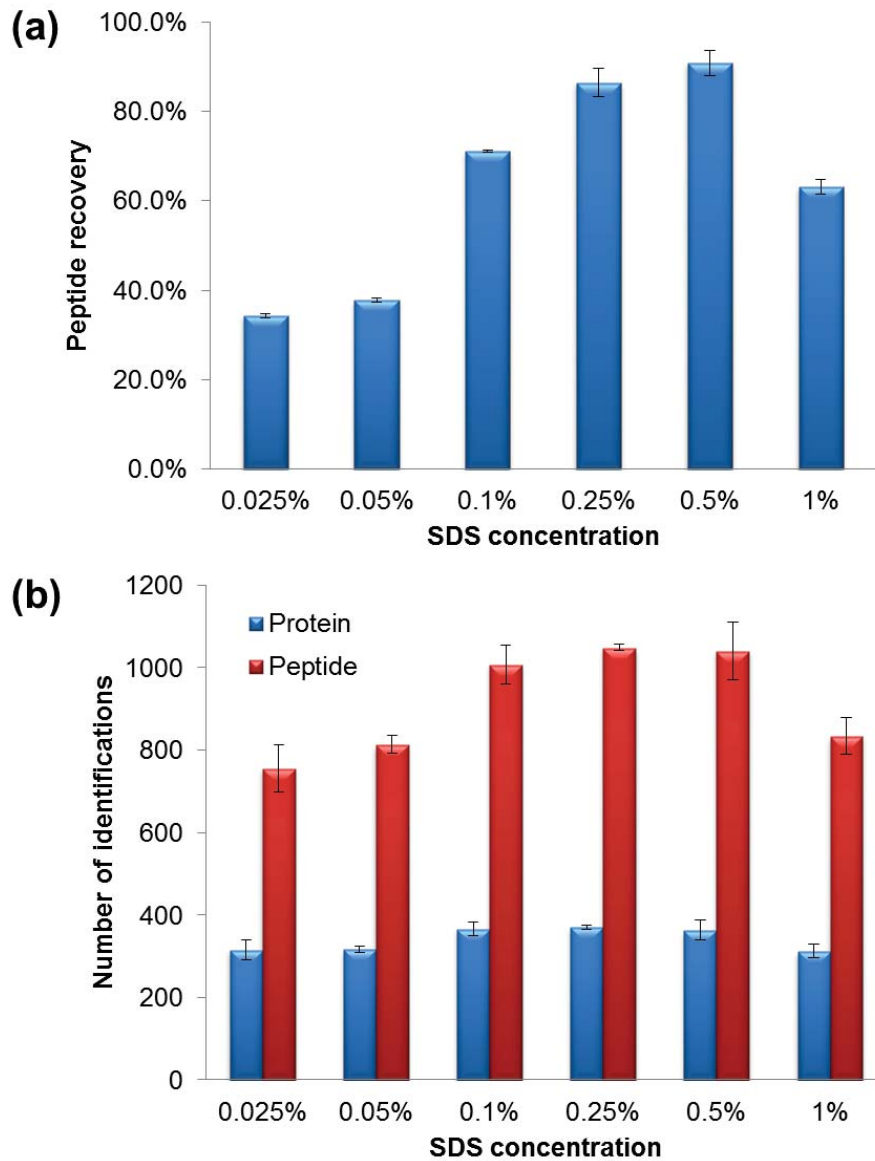 (a)
100.0%
80.0%
60.0%
40.0%
20.0%
0.0%
Peptide recovery
0.025% 0.05% 0.1% 0.25% 0.5% 1%
SDS concentration
(b)
1200
1000
800
600
400
200
0
Number of identifications
Protein
Peptide
0.025% 0.05% 0.1% 0.25% 0.5% 1%
SDS concentration